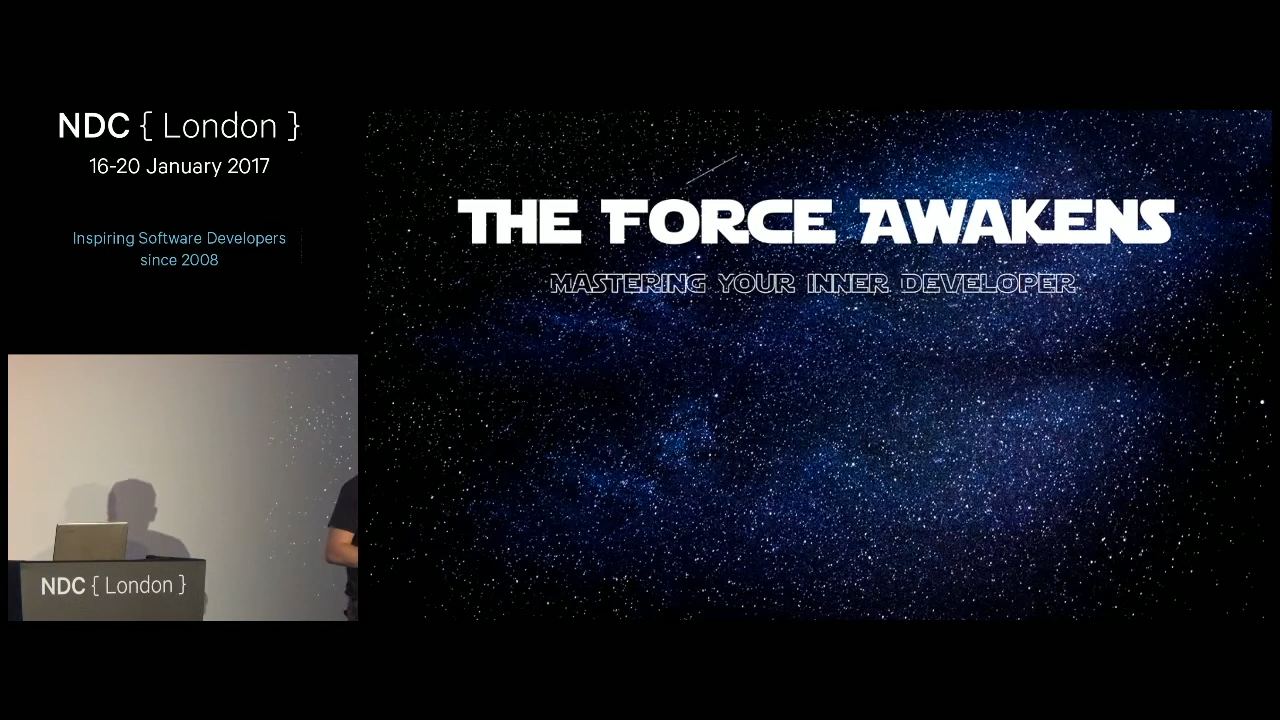 NDC { London }
16-20 January 2017
Inspiring Software Developers
since 2008
THE FORCE AWAKENS
MASTERING YOUR INNER DEVELOPER
NDC { London }